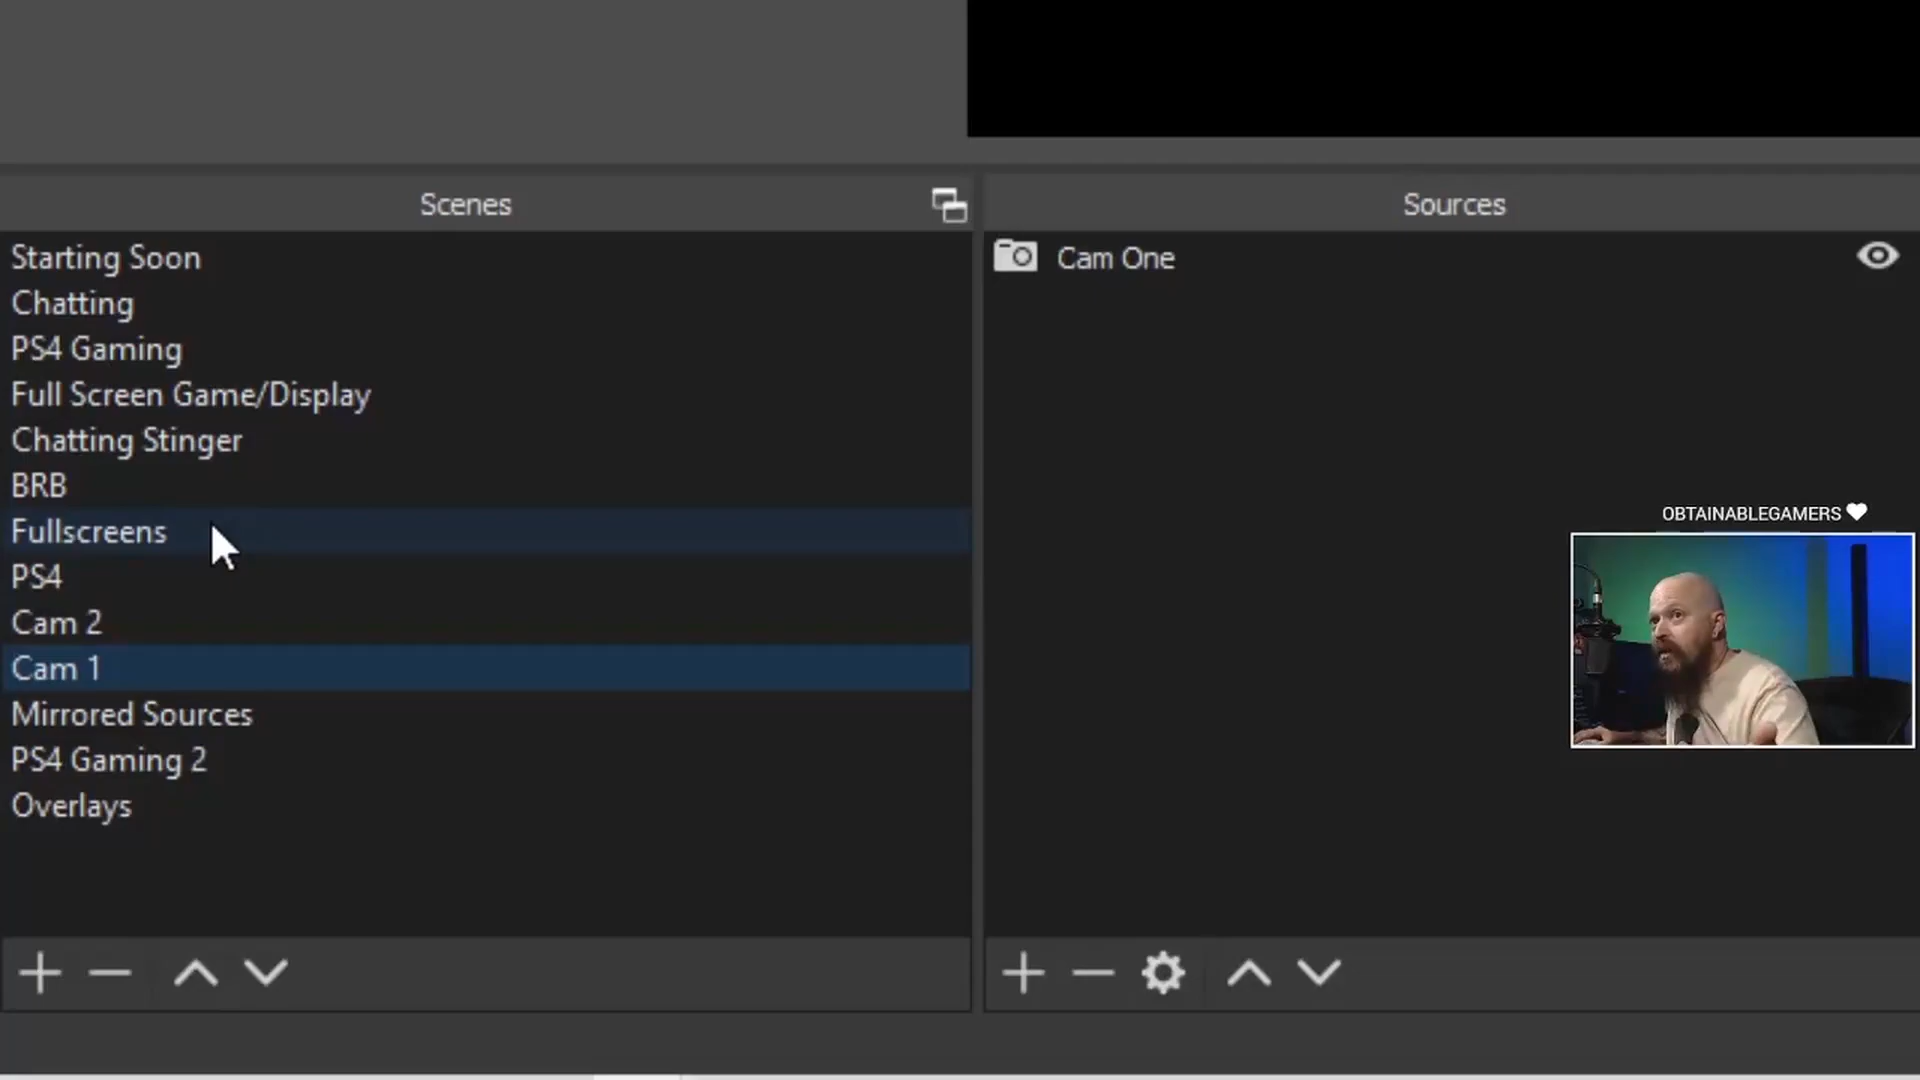 Scenes
Starting Soon
Chatting
PS4 Gaming
Full Screen Game/Display
Chatting Stinger
BRB
Fullscreens
PS4
Cam 2
Cam 1
Mirrored Sources
PS4 Gaming 2
Overlays
Sources
Cam One
OBTAINABLEGAMERS